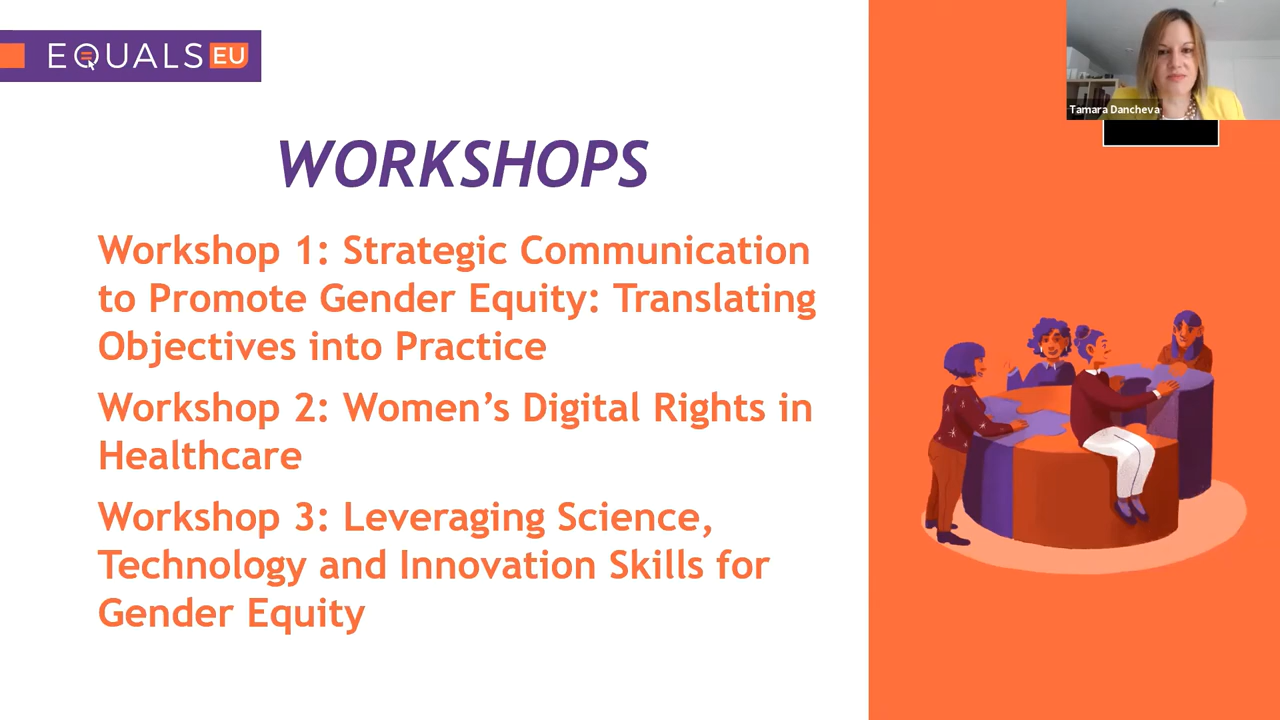 EQUALS EU
Tamara Dancheva
WORKSHOPS
Workshop 1: Strategic Communication
to Promote Gender Equity: Translating
Objectives into Practice
Workshop 2: Women’s Digital Rights in
Healthcare
Workshop 3: Leveraging Science,
Technology and Innovation Skills for
Gender Equity